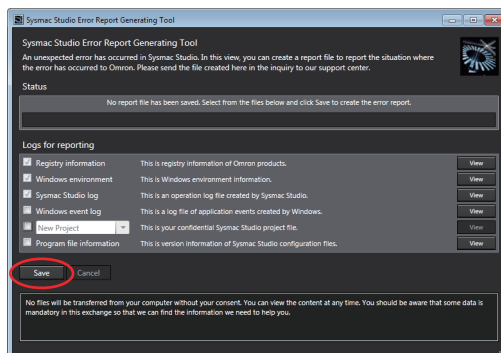 Sysmac Studio Error Report Generating Tool
Sysmac Studio Error Report Generating Tool
An unexpected error has occurred in Sysmac Studio. In this view, you can create a report file to report the situation where
the error has occurred to Omron. Please send the file created here in the inquiry to our support center.
Status
No report file has been saved. Select from the files below and click Save to create the error report.
Logs for reporting
Registry information This is registry information of Omron products. View
Windows environment This is Windows environment information. View
Sysmac Studio log This is an operation log file created by Sysmac Studio. View
Windows event log This is a log file of application events created by Windows. View
New Project This is your confidential Sysmac Studio project file. View
Program file information This is version information of Sysmac Studio configuration files. View
Save Cancel
No files will be transferred from your computer without your consent. You can view the content at any time. You should be aware that some data is
mandatory in this exchange so that we can find the information we need to help you.